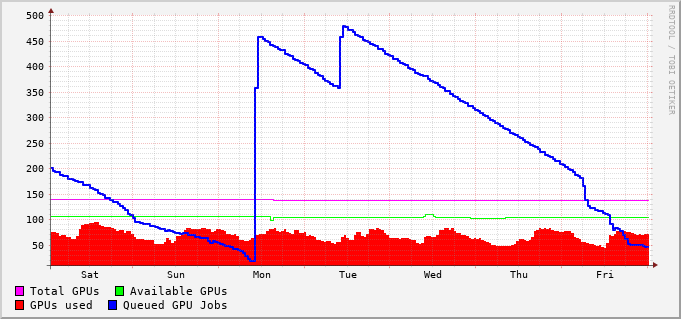 500
450
400
350
300
250
200
150
100
50
Sat Sun Mon Tue Wed Thu Fri
Total GPUs Available GPUs
GPUs used Queued GPU Jobs
RRDTOOL / TOBI OETIKER